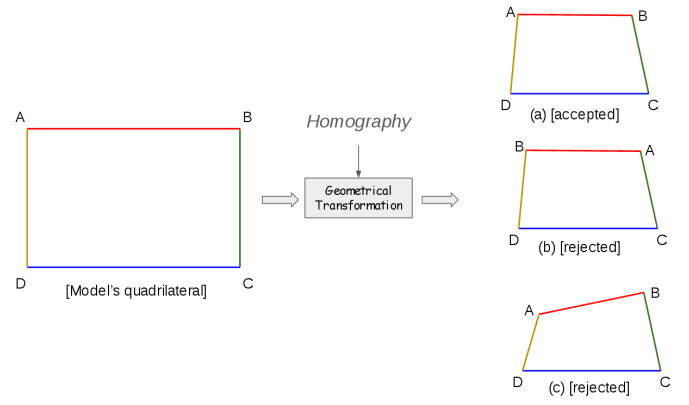 A B
D C
[Model's quadrilateral]
Homography
Geometrical
Transformation
A B
D C
(a) [accepted]
B A
D C
(b) [rejected]
A B
D C
(c) [rejected]